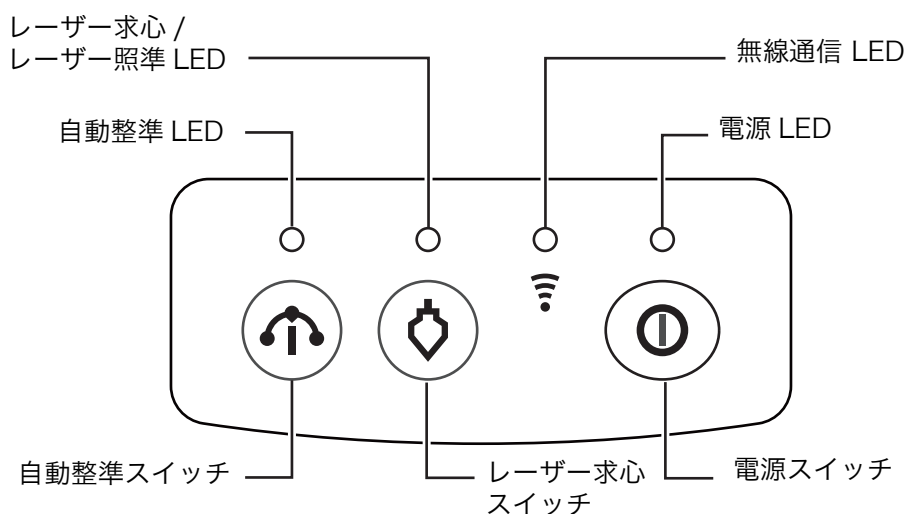 レーザー求心 /
レーザー照準 LED
無線通信 LED
自動整準 LED
電源 LED
自動整準スイッチ
レーザー求心
スイッチ
電源スイッチ